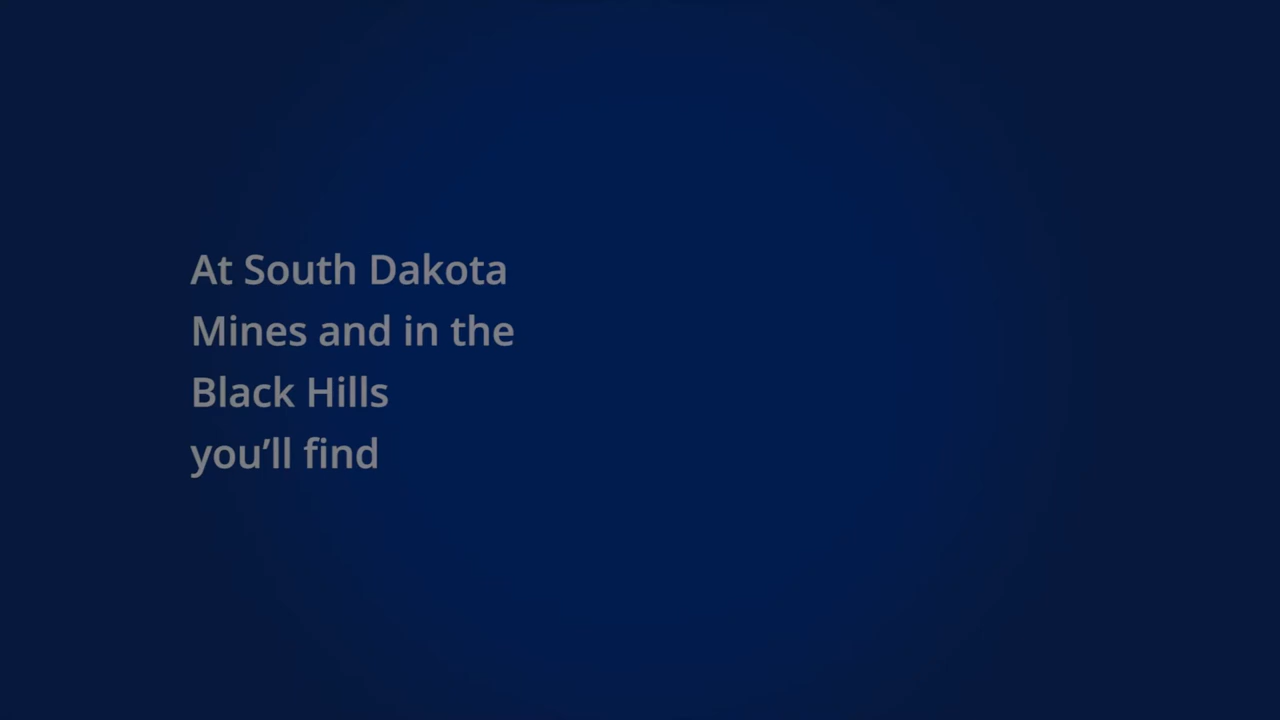 At South Dakota
Mines and in the
Black Hills
you’ll find